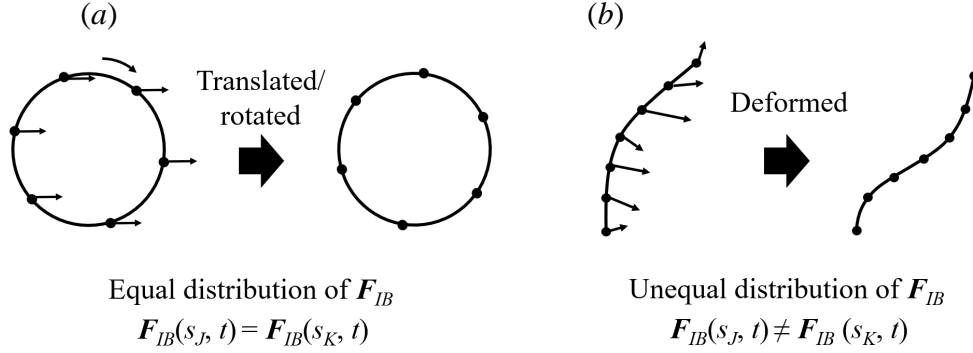 (a)
Translated/
rotated
Equal distribution of F_IB
F_IB(s_J, t) = F_IB(s_K, t)
(b)
Deformed
Unequal distribution of F_IB
F_IB(s_J, t) ≠ F_IB (s_K, t)